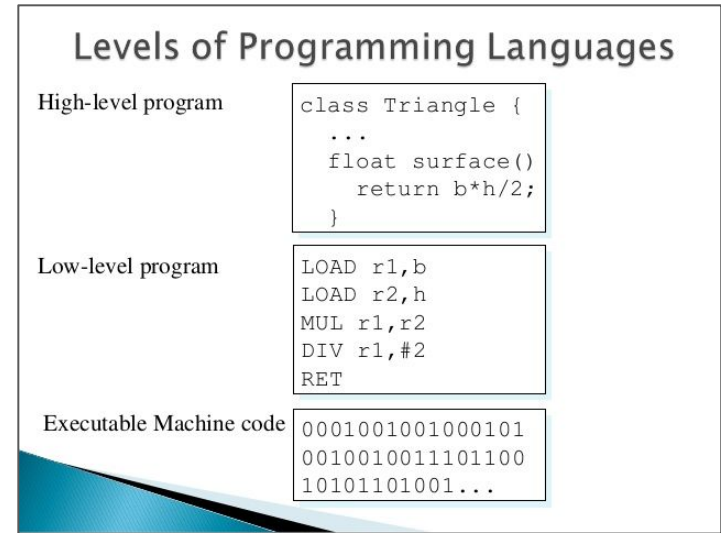 Levels of Programming Languages
High-level program
class Triangle {
...
float surface()
return b*h/2;
}
Low-level program
LOAD r1,b
LOAD r2,h
MUL r1,r2
DIV r1,#2
RET
Executable Machine code
0001001001000101
0010010011101100
10101101001...